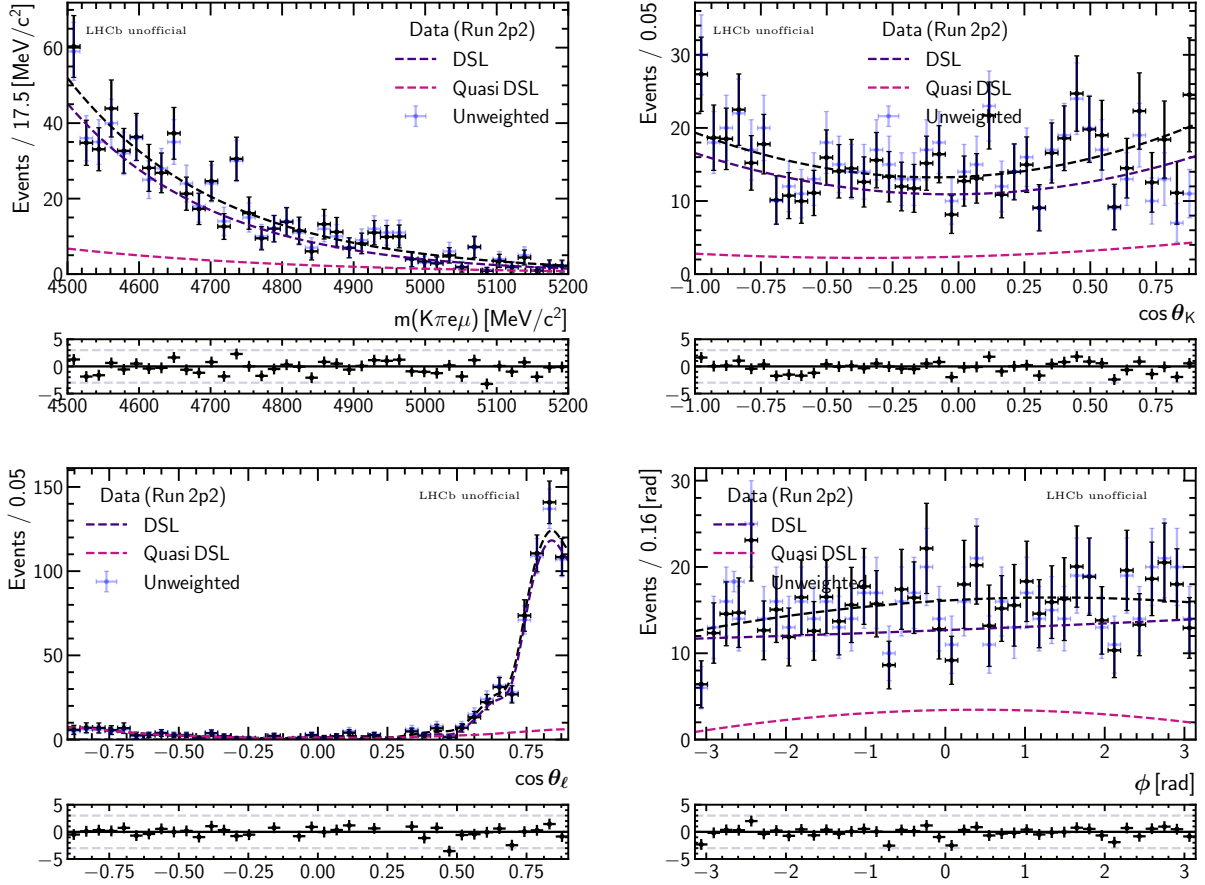 LHCb unofficial
Data (Run 2p2)
DSL
Quasi DSL
Unweighted
Events / 17.5 [MeV/c²]
60
40
20
0
4500 4600 4700 4800 4900 5000 5100 5200
m(Kπeμ) [MeV/c²]
5
0
−5
4500 4600 4700 4800 4900 5000 5100 5200
LHCb unofficial
Data (Run 2p2)
DSL
Quasi DSL
Unweighted
Events / 0.05
30
20
10
0
−1.00 −0.75 −0.50 −0.25 0.00 0.25 0.50 0.75
cos θK
5
0
−5
−1.00 −0.75 −0.50 −0.25 0.00 0.25 0.50 0.75
Data (Run 2p2)
LHCb unofficial
DSL
Quasi DSL
Unweighted
Events / 0.05
150
100
50
0
−0.75 −0.50 −0.25 0.00 0.25 0.50 0.75
cos θℓ
5
0
−5
−0.75 −0.50 −0.25 0.00 0.25 0.50 0.75
Data (Run 2p2)
LHCb unofficial
DSL
Quasi DSL
Unweighted
Events / 0.16 [rad]
30
20
10
0
−3 −2 −1 0 1 2 3
ϕ [rad]
5
0
−5
−3 −2 −1 0 1 2 3